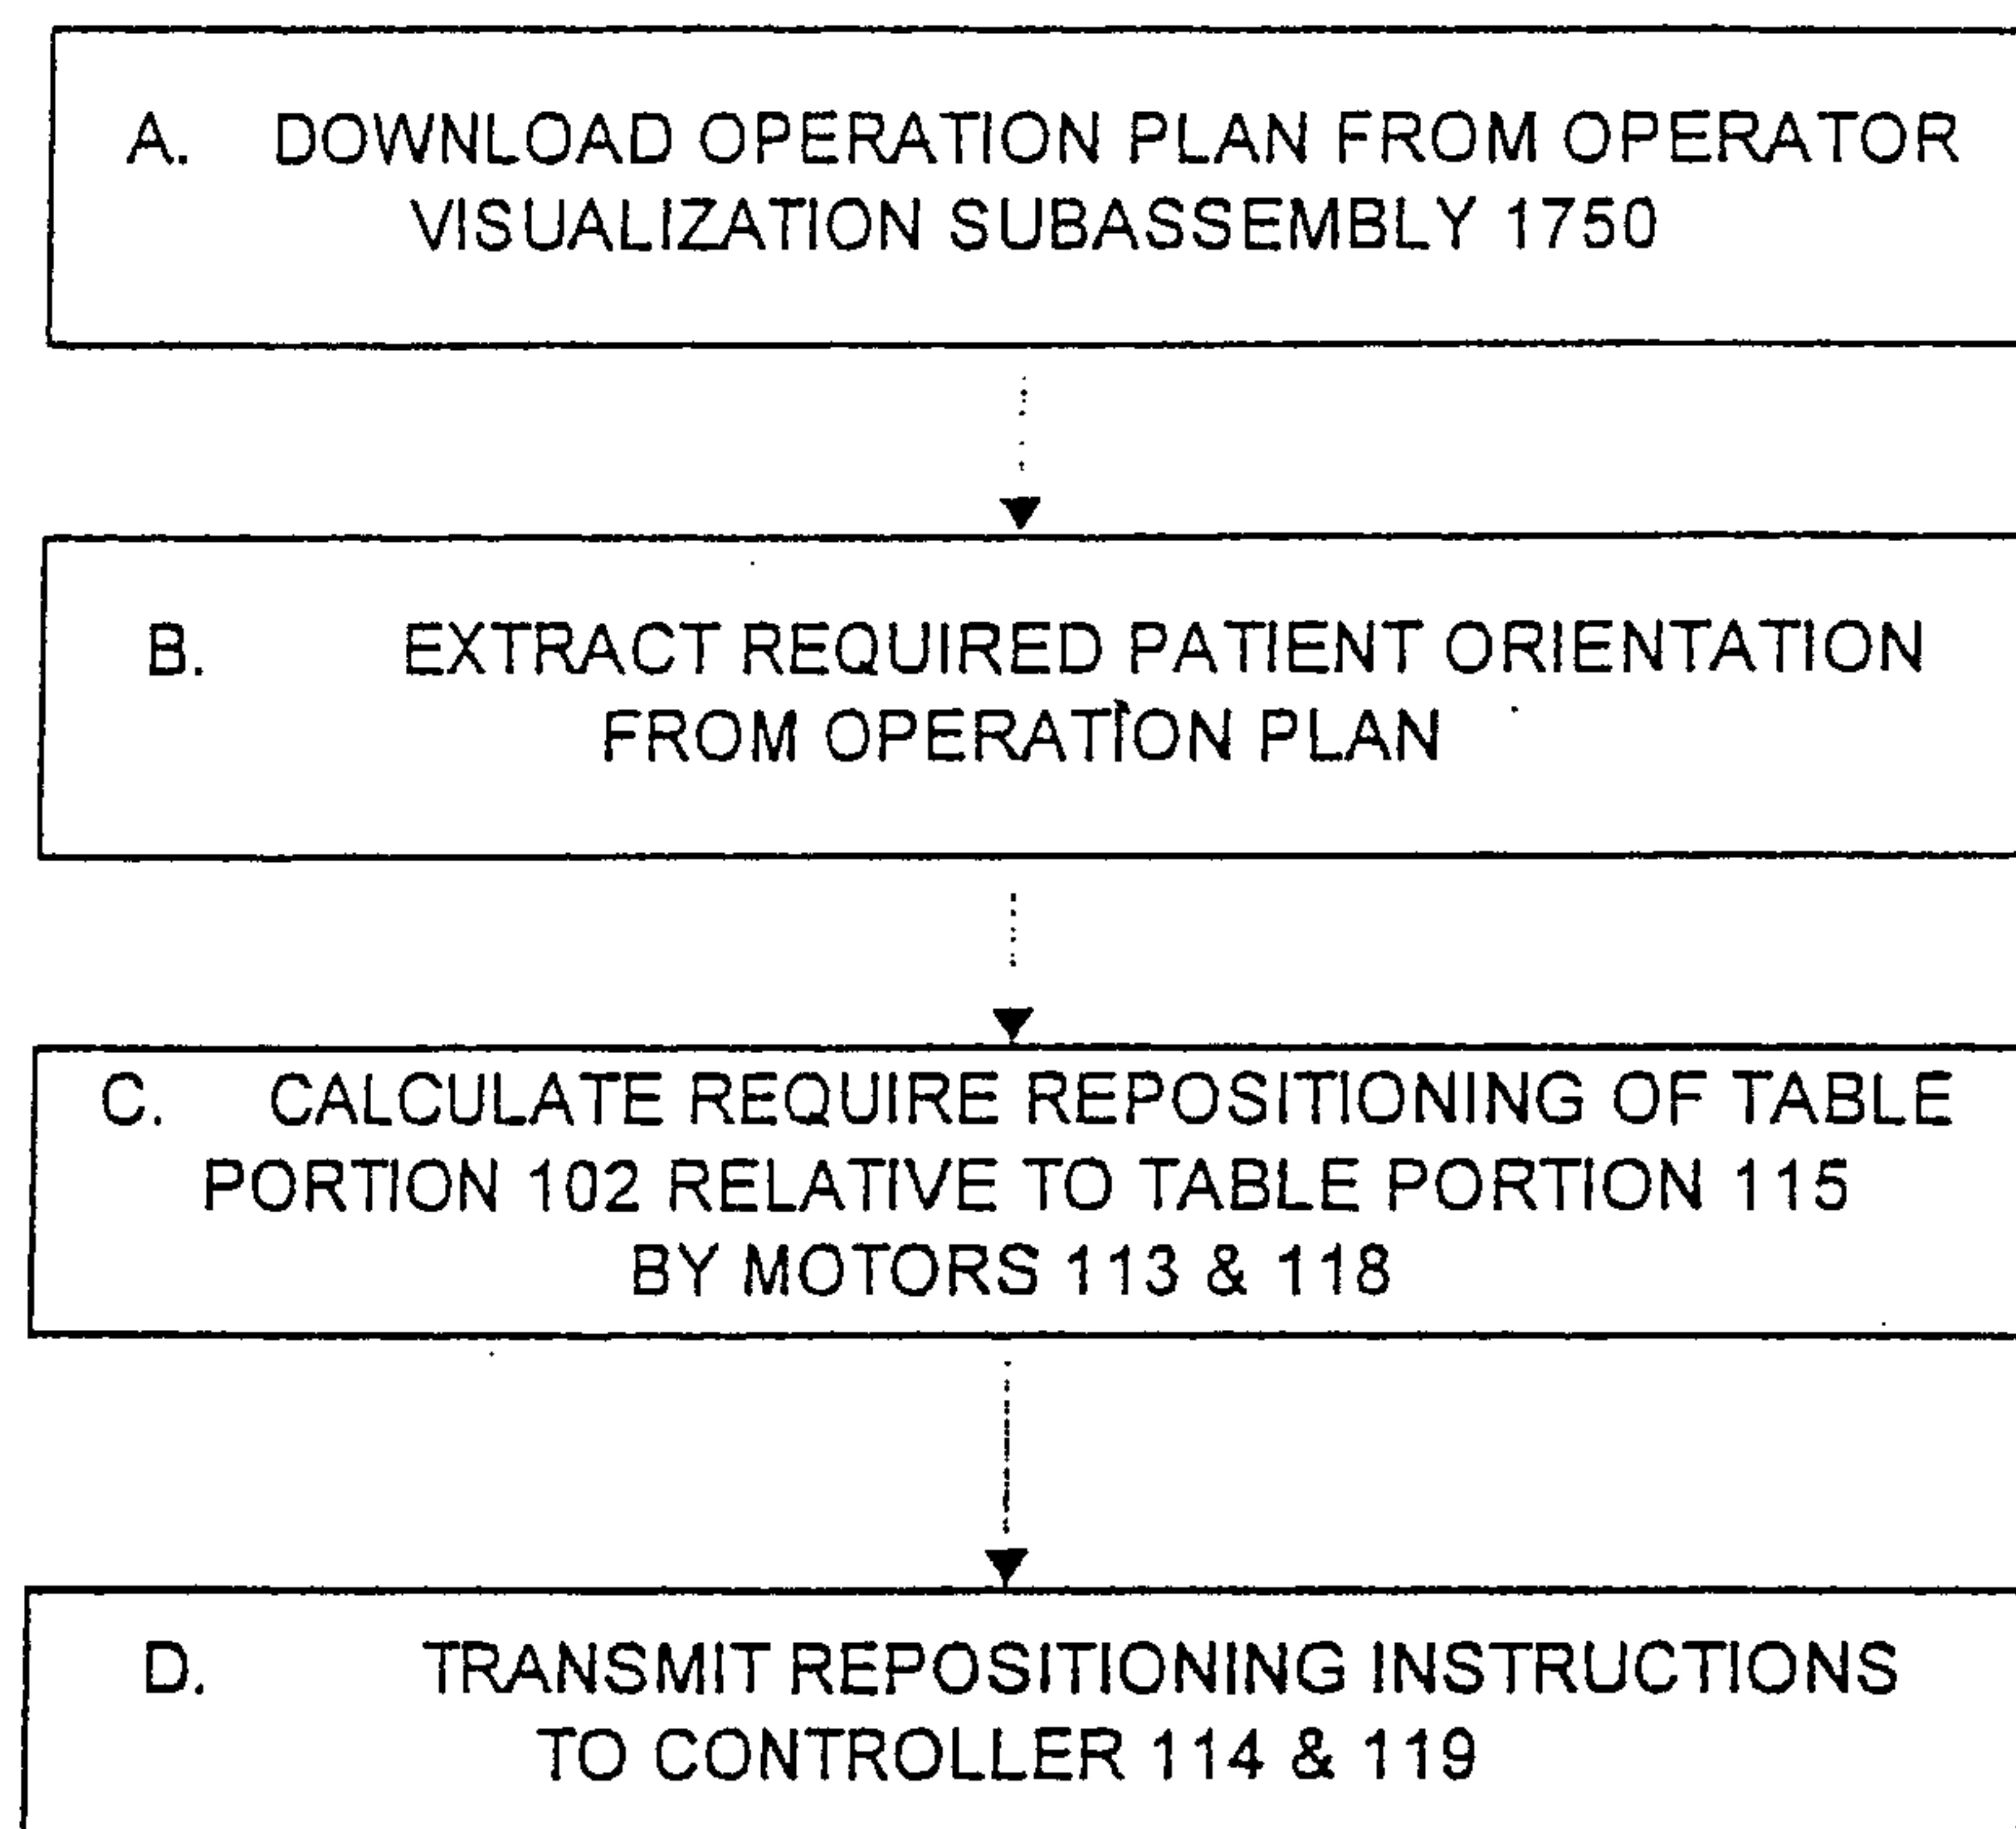 A. DOWNLOAD OPERATION PLAN FROM OPERATOR
VISUALIZATION SUBASSEMBLY 1750
B. EXTRACT REQUIRED PATIENT ORIENTATION
FROM OPERATION PLAN
C. CALCULATE REQUIRE REPOSITIONING OF TABLE
PORTION 102 RELATIVE TO TABLE PORTION 115
BY MOTORS 113 & 118
D. TRANSMIT REPOSITIONING INSTRUCTIONS
TO CONTROLLER 114 & 119